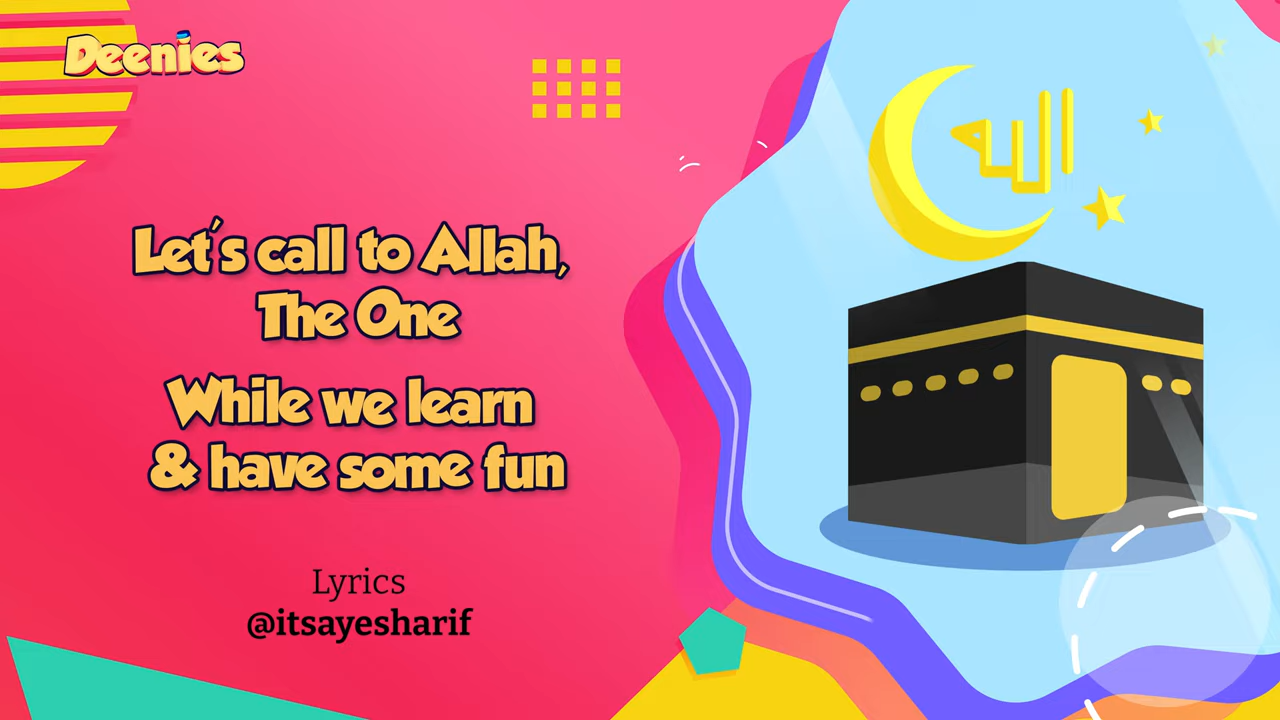 Deenies
Let's call to Allah,
The One
While we learn
& have some fun
Lyrics
@itsayesharif
الله